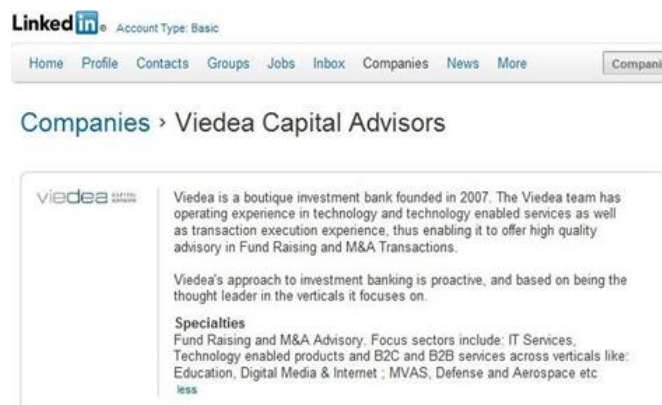 Linked in® Account Type: Basic
Home Profile Contacts Groups Jobs Inbox Companies News More Compani
Companies › Viedea Capital Advisors
viedea CAPITAL ADVISORS
Viedea is a boutique investment bank founded in 2007. The Viedea team has
operating experience in technology and technology enabled services as well
as transaction execution experience, thus enabling it to offer high quality
advisory in Fund Raising and M&A Transactions.
Viedea's approach to investment banking is proactive, and based on being the
thought leader in the verticals it focuses on.
Specialties
Fund Raising and M&A Advisory. Focus sectors include: IT Services,
Technology enabled products and B2C and B2B services across verticals like:
Education, Digital Media & Internet ; MVAS, Defense and Aerospace etc
less